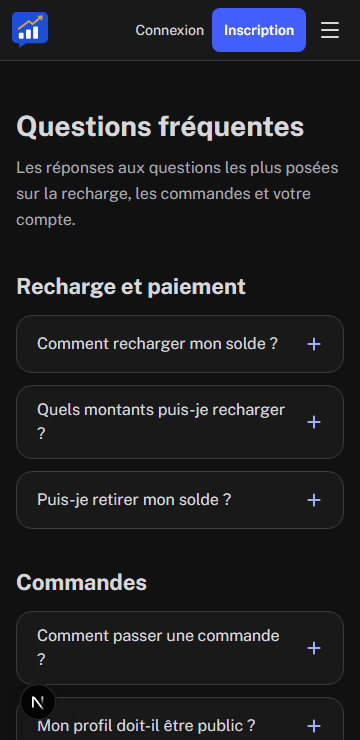 Connexion
Inscription
Questions fréquentes
Les réponses aux questions les plus posées
sur la recharge, les commandes et votre
compte.
Recharge et paiement
Comment recharger mon solde ?
Quels montants puis-je recharger
?
Puis-je retirer mon solde ?
Commandes
Comment passer une commande
?
N
Mon profil doit-il être public ?